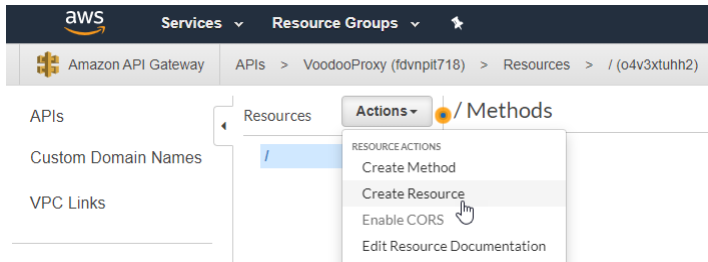 aws Services Resource Groups
Amazon API Gateway APIs > VoodooProxy (fdvnpit718) > Resources > / (o4v3xtuhh2)
APIs
Custom Domain Names
VPC Links
Resources Actions / Methods
/
RESOURCE ACTIONS
Create Method
Create Resource
Enable CORS
Edit Resource Documentation